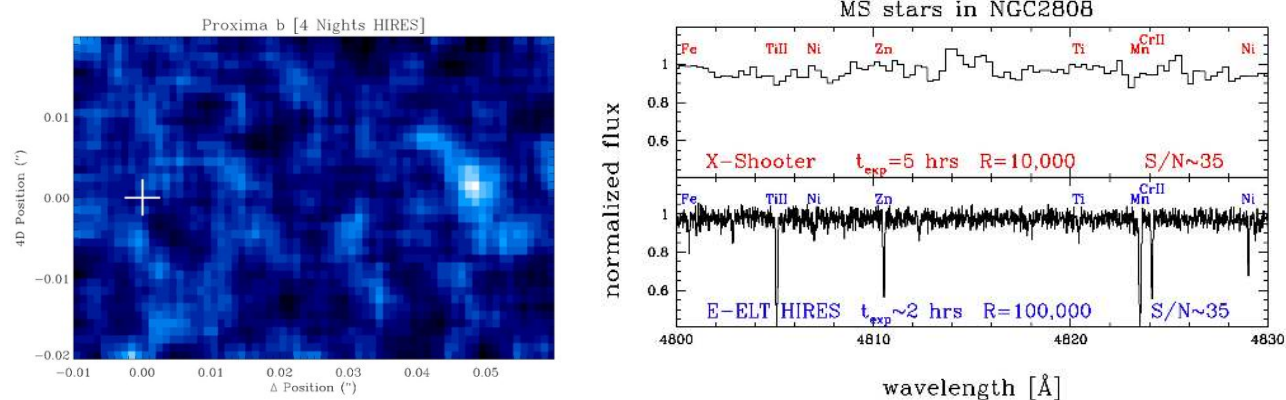 Proxima b [4 Nights HIRES]
4D Position (")
0.01
0.00
−0.01
−0.02
−0.01 0.00 0.01 0.02 0.03 0.04 0.05
Δ Position (")
MS stars in NGC2808
normalized flux
1
0.8
0.6
Fe TiII Ni Zn Ti Mn CrII Ni
X−Shooter t_exp=5 hrs R=10,000 S/N~35
1
0.8
0.6
Fe TiII Ni Zn Ti Mn CrII Ni
E−ELT HIRES t_exp~2 hrs R=100,000 S/N~35
4800 4810 4820 4830
wavelength [Å]